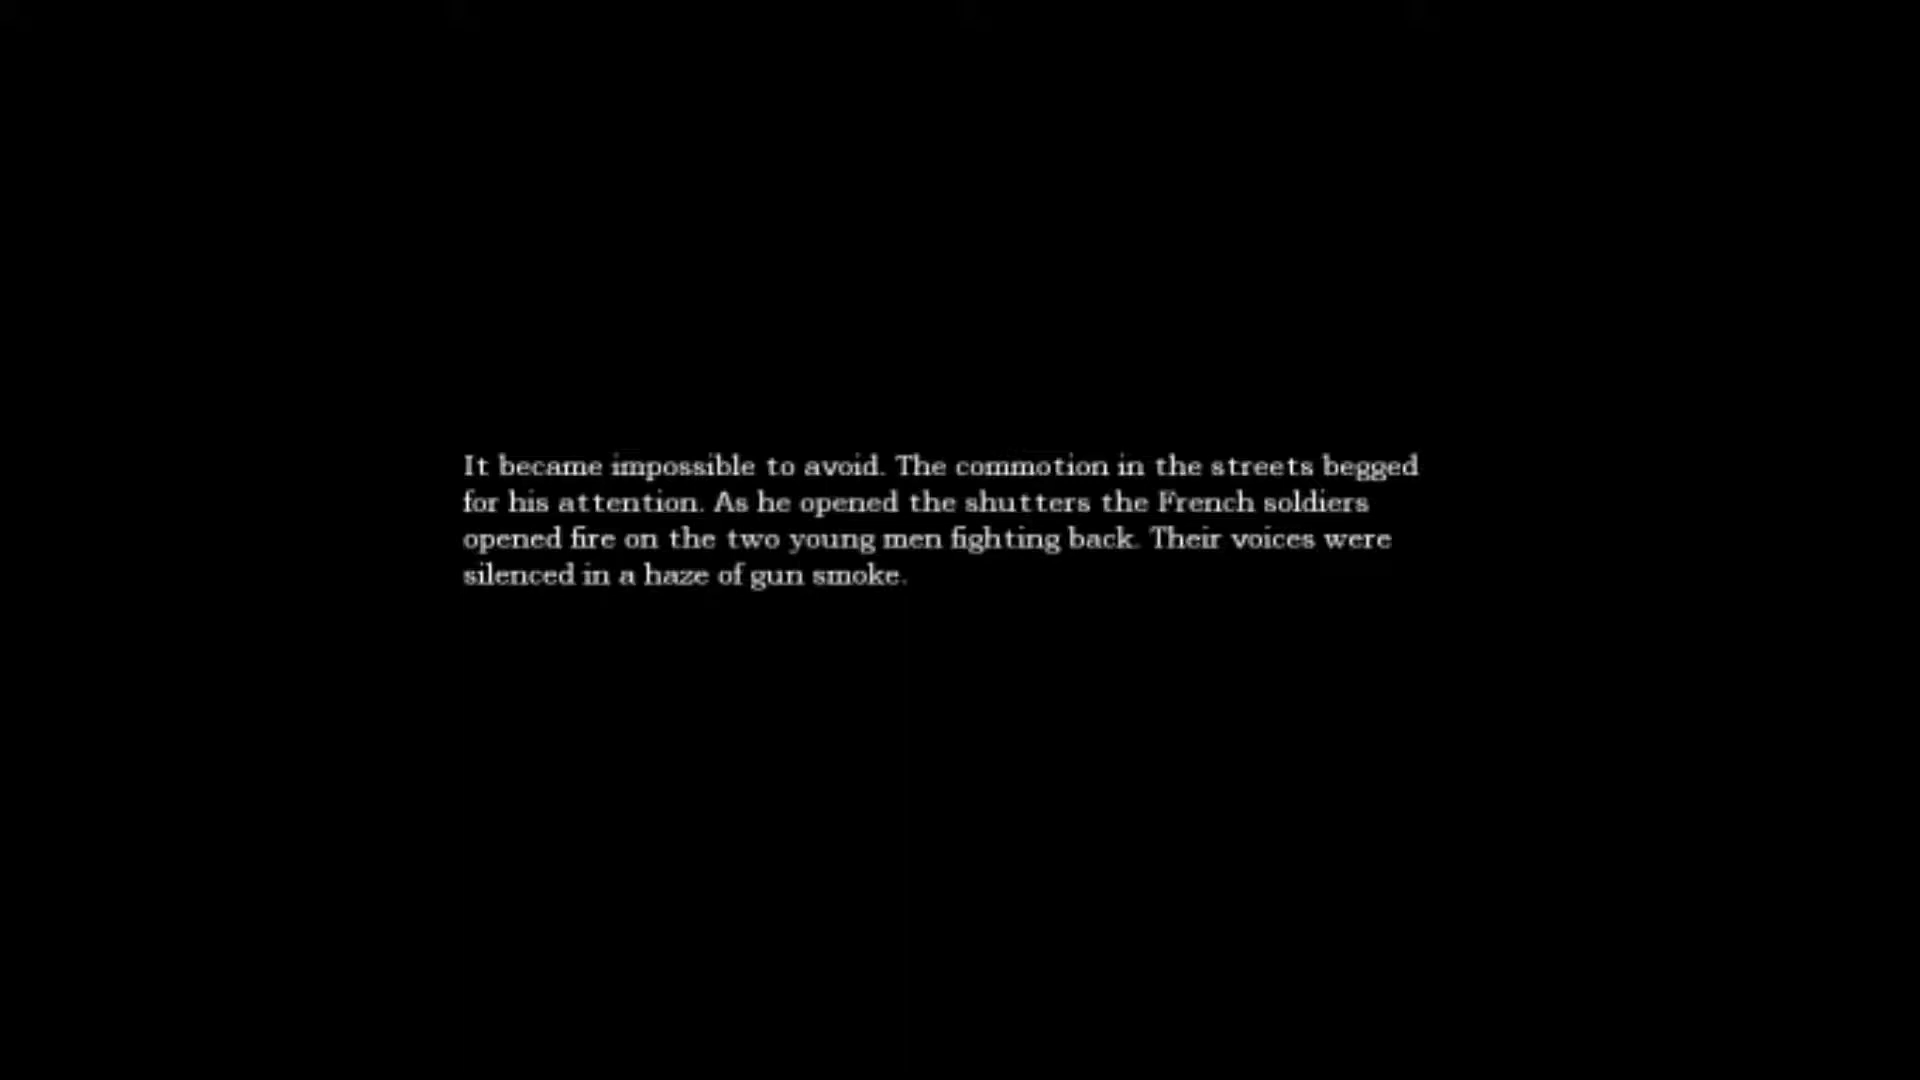 It became impossible to avoid. The commotion in the streets begged
for his attention. As he opened the shutters the French soldiers
opened fire on the two young men fighting back. Their voices were
silenced in a haze of gun smoke.